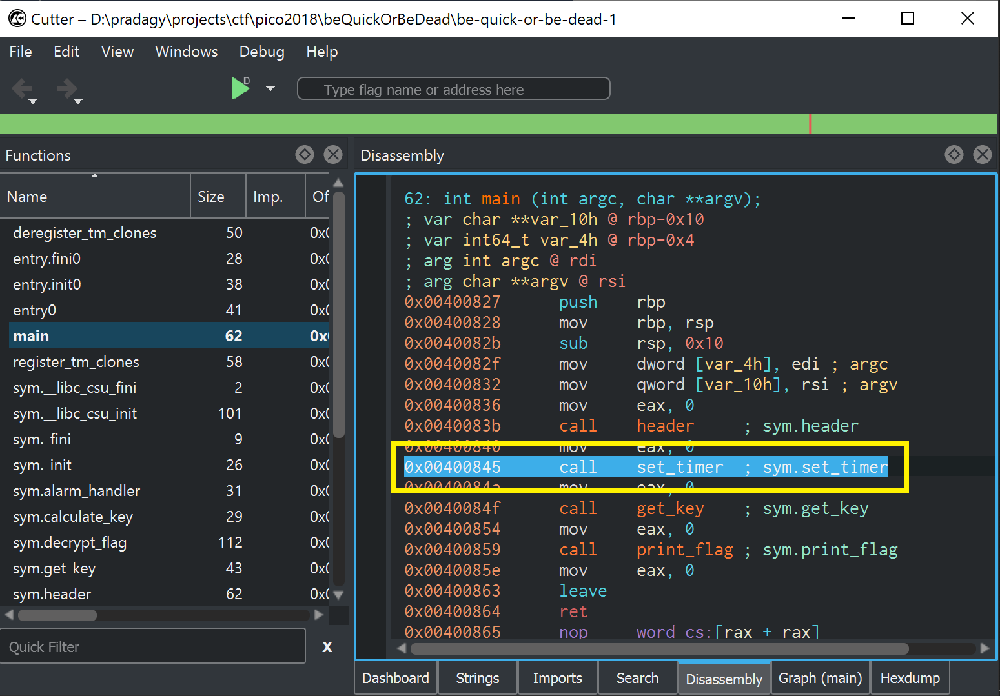 Cutter – D:\pradagy\projects\ctf\pico2018\beQuickOrBeDead\be-quick-or-be-dead-1
File Edit View Windows Debug Help
D
Type flag name or address here
Functions
Name Size Imp. Of
deregister_tm_clones 50 0x0
entry.fini0 28 0x0
entry.init0 38 0x0
entry0 41 0x0
main 62 0x0
register_tm_clones 58 0x0
sym.__libc_csu_fini 2 0x0
sym.__libc_csu_init 101 0x0
sym._fini 9 0x0
sym._init 26 0x0
sym.alarm_handler 31 0x0
sym.calculate_key 29 0x0
sym.decrypt_flag 112 0x0
sym.get_key 43 0x0
sym.header 62 0x0
Quick Filter X
Disassembly
62: int main (int argc, char **argv);
; var char **var_10h @ rbp-0x10
; var int64_t var_4h @ rbp-0x4
; arg int argc @ rdi
; arg char **argv @ rsi
0x00400827 push rbp
0x00400828 mov rbp, rsp
0x0040082b sub rsp, 0x10
0x0040082f mov dword [var_4h], edi ; argc
0x00400832 mov qword [var_10h], rsi ; argv
0x00400836 mov eax, 0
0x0040083b call header ; sym.header
0x00400840 mov eax, 0
0x00400845 call set_timer ; sym.set_timer
0x0040084a mov eax, 0
0x0040084f call get_key ; sym.get_key
0x00400854 mov eax, 0
0x00400859 call print_flag ; sym.print_flag
0x0040085e mov eax, 0
0x00400863 leave
0x00400864 ret
0x00400865 nop word cs:[rax + rax]
Dashboard Strings Imports Search Disassembly Graph (main) Hexdump